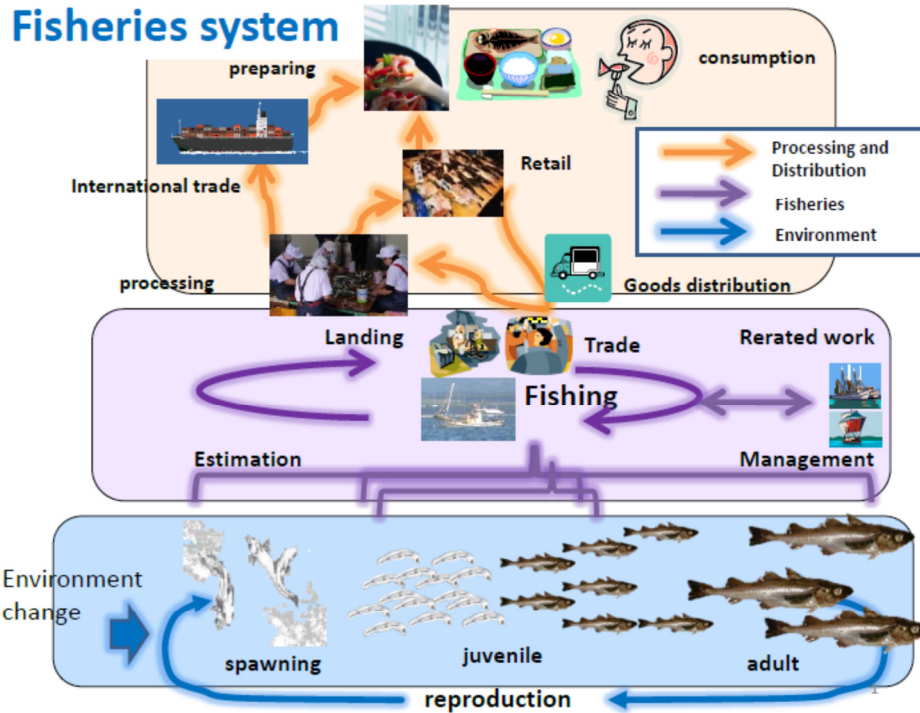 Fisheries system
preparing
consumption
Processing and
Distribution
Fisheries
Environment
International trade
Retail
processing
Goods distribution
Landing
Trade
Rerated work
Fishing
Estimation
Management
Environment
change
spawning
juvenile
adult
reproduction
1